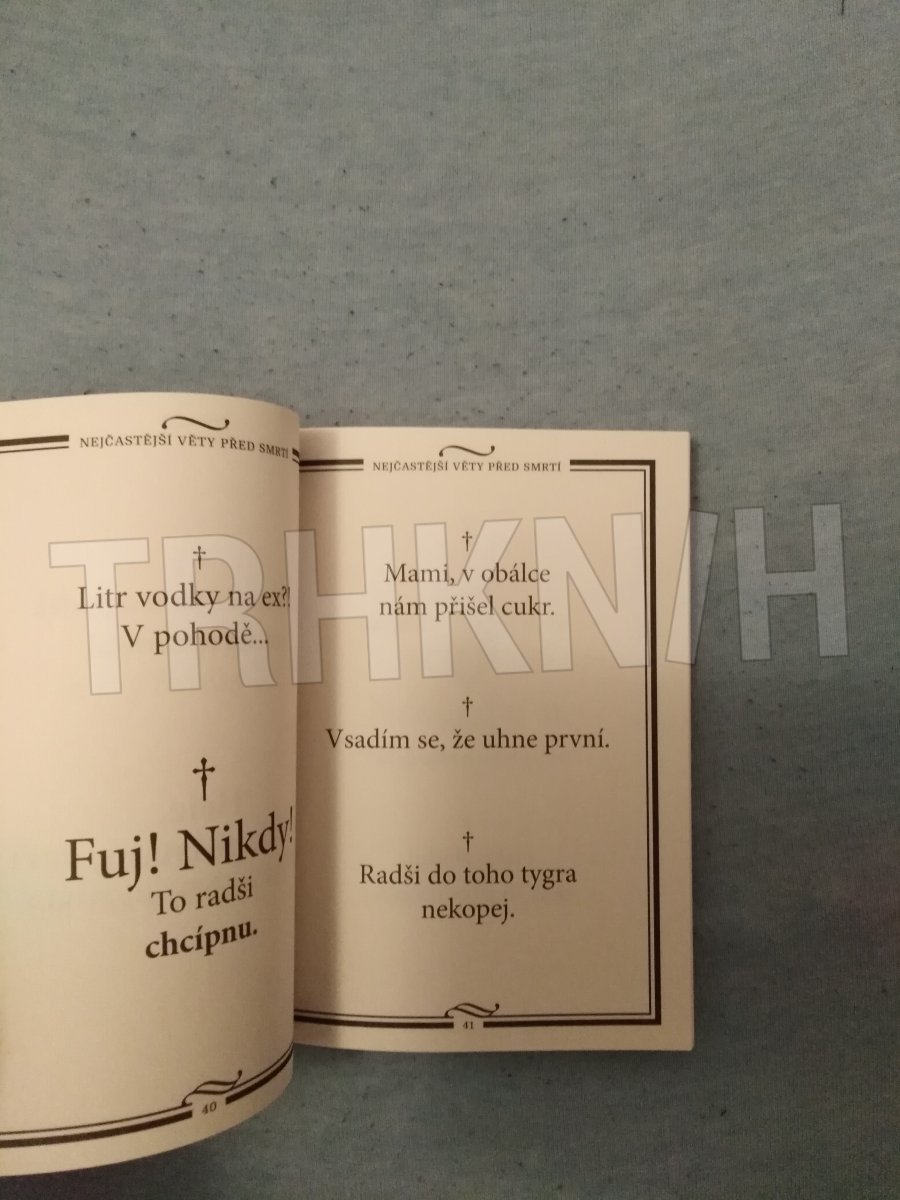 NEJČASTĚJŠÍ VĚTY PŘED SMRTÍ
†
Litr vodky na ex?!
V pohodě...
†
Fuj! Nikdy!
To radši
chcípnu.
40
NEJČASTĚJŠÍ VĚTY PŘED SMRTÍ
†
Mami, v obálce
nám přišel cukr.
†
Vsadím se, že uhne první.
†
Radši do toho tygra
nekopej.
41
TRHKN/H